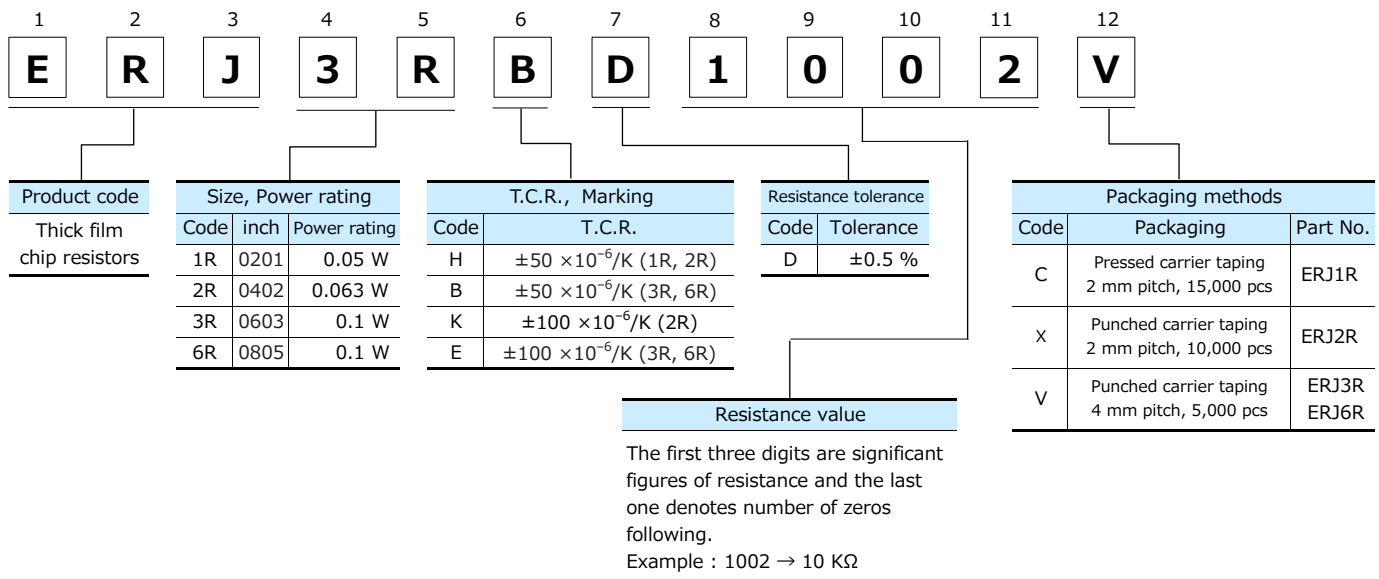 1 2 3 4 5 6 7 8 9 10 11 12
E R J 3 R B D 1 0 0 2 V
Product code
Thick film
chip resistors
Size, Power rating
Code inch Power rating
1R 0201 0.05 W
2R 0402 0.063 W
3R 0603 0.1 W
6R 0805 0.1 W
T.C.R., Marking
Code T.C.R.
H ±50 ×10⁻⁶/K (1R, 2R)
B ±50 ×10⁻⁶/K (3R, 6R)
K ±100 ×10⁻⁶/K (2R)
E ±100 ×10⁻⁶/K (3R, 6R)
Resistance tolerance
Code Tolerance
D ±0.5 %
Resistance value
The first three digits are significant
figures of resistance and the last
one denotes number of zeros
following.
Example : 1002 → 10 KΩ
Packaging methods
Code Packaging Part No.
C Pressed carrier taping
2 mm pitch, 15,000 pcs ERJ1R
X Punched carrier taping
2 mm pitch, 10,000 pcs ERJ2R
V Punched carrier taping
4 mm pitch, 5,000 pcs ERJ3R
ERJ6R